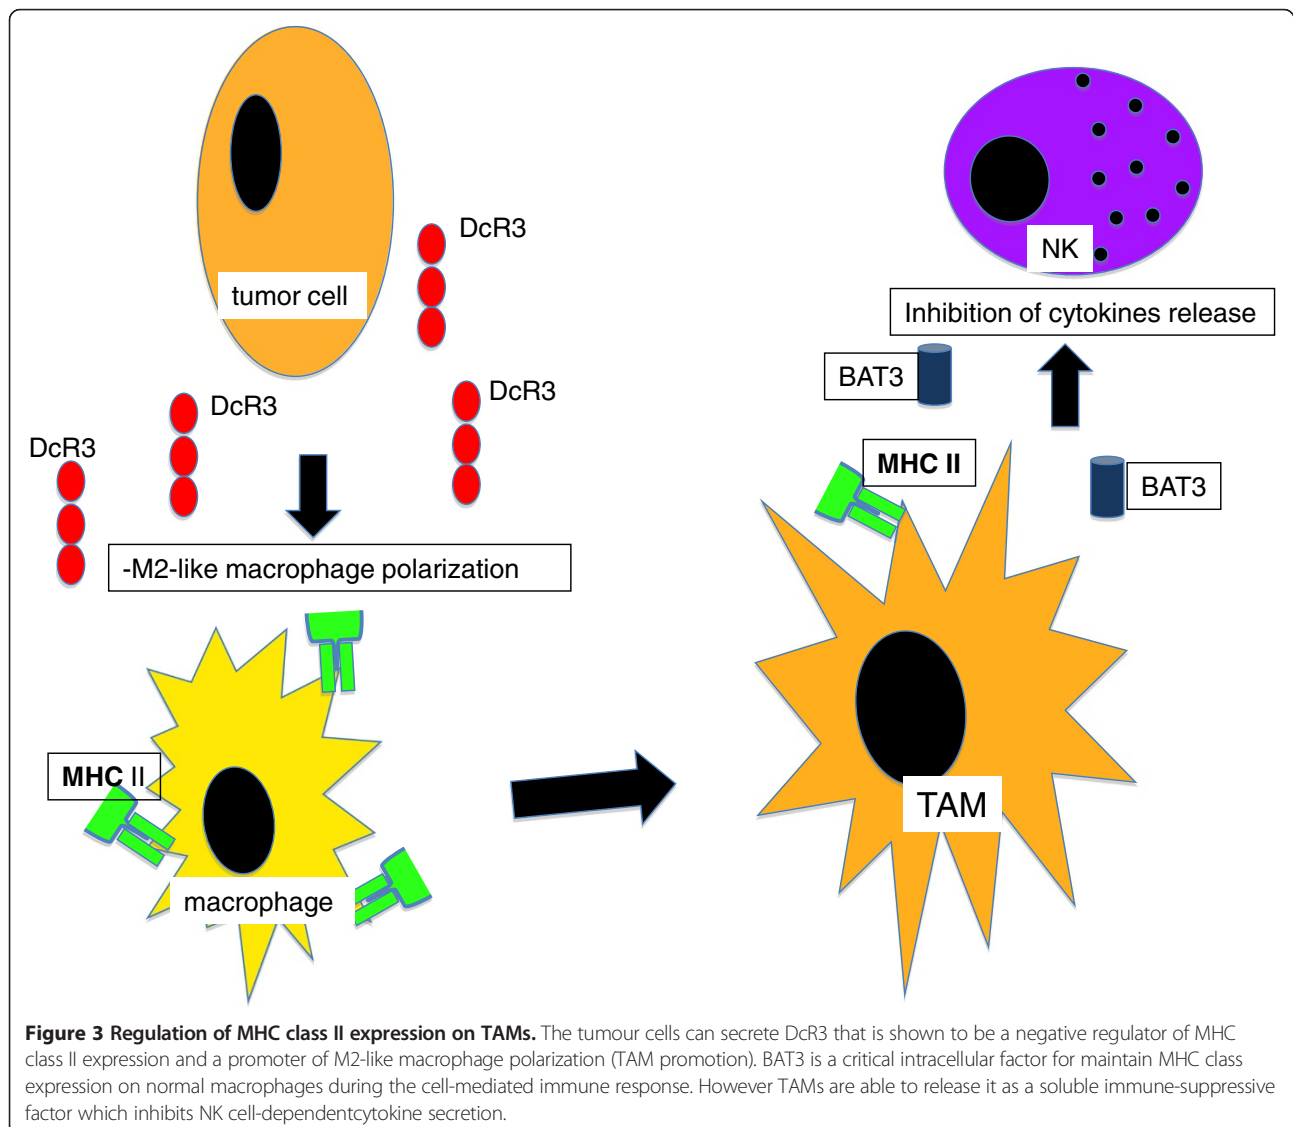 DcR3
tumor cell
DcR3
DcR3
DcR3
-M2-like macrophage polarization
MHC II
macrophage
NK
Inhibition of cytokines release
BAT3
MHC II
BAT3
TAM
Figure 3 Regulation of MHC class II expression on TAMs. The tumour cells can secrete DcR3 that is shown to be a negative regulator of MHC
class II expression and a promoter of M2-like macrophage polarization (TAM promotion). BAT3 is a critical intracellular factor for maintain MHC class
expression on normal macrophages during the cell-mediated immune response. However TAMs are able to release it as a soluble immune-suppressive
factor which inhibits NK cell-dependentcytokine secretion.